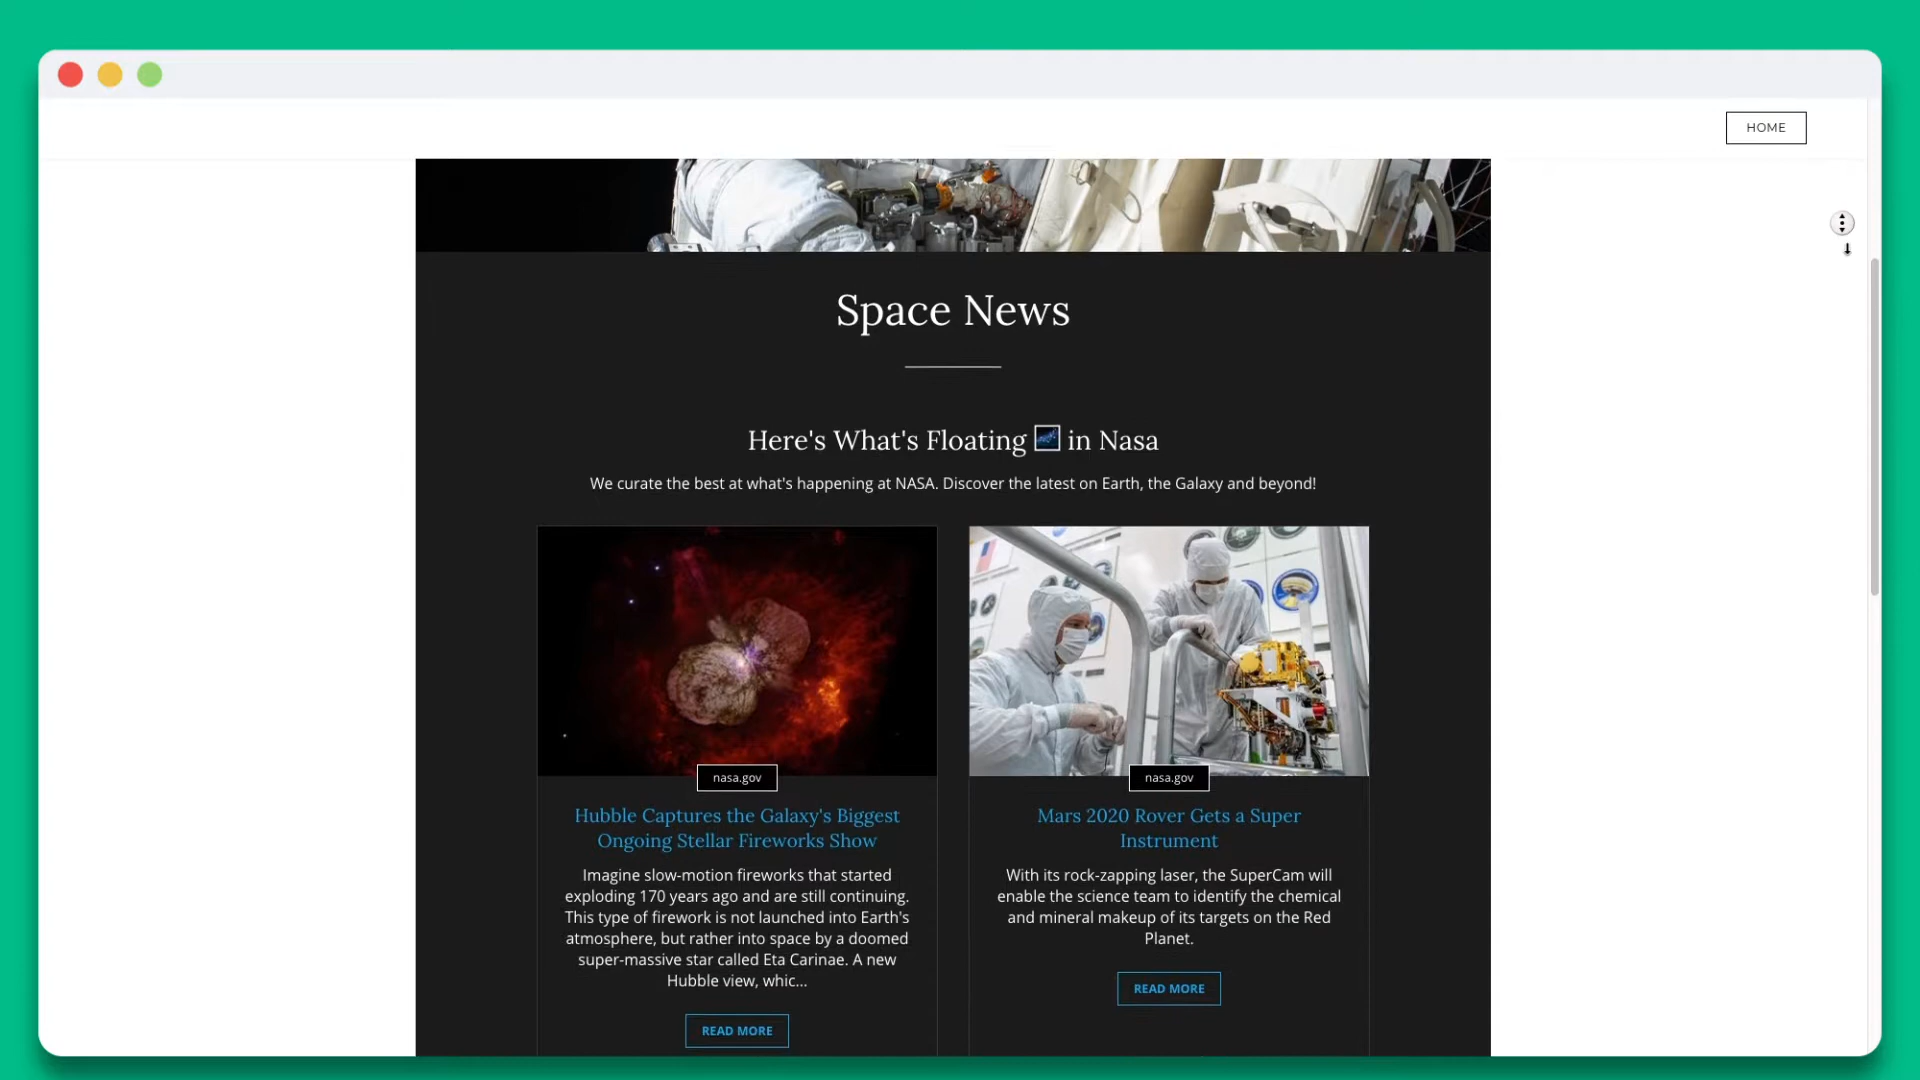 HOME
Space News
Here's What's Floating 🌌 in Nasa
We curate the best at what's happening at NASA. Discover the latest on Earth, the Galaxy and beyond!
nasa.gov
Hubble Captures the Galaxy's Biggest
Ongoing Stellar Fireworks Show
Imagine slow-motion fireworks that started
exploding 170 years ago and are still continuing.
This type of firework is not launched into Earth's
atmosphere, but rather into space by a doomed
super-massive star called Eta Carinae. A new
Hubble view, whic...
READ MORE
nasa.gov
Mars 2020 Rover Gets a Super
Instrument
With its rock-zapping laser, the SuperCam will
enable the science team to identify the chemical
and mineral makeup of its targets on the Red
Planet.
READ MORE